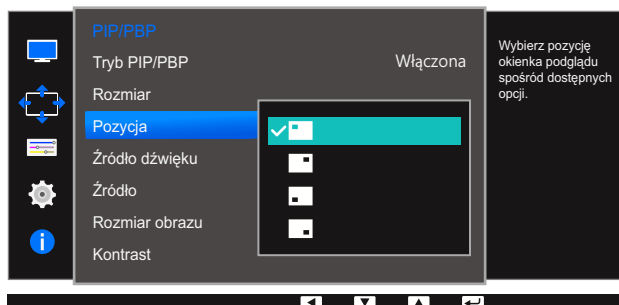 PIP/PBP
Tryb PIP/PBP Włączona
Rozmiar
Pozycja
Źródło dźwięku
Źródło
Rozmiar obrazu
Kontrast
Wybierz pozycję
okienka podglądu
spośród dostępnych
opcji.